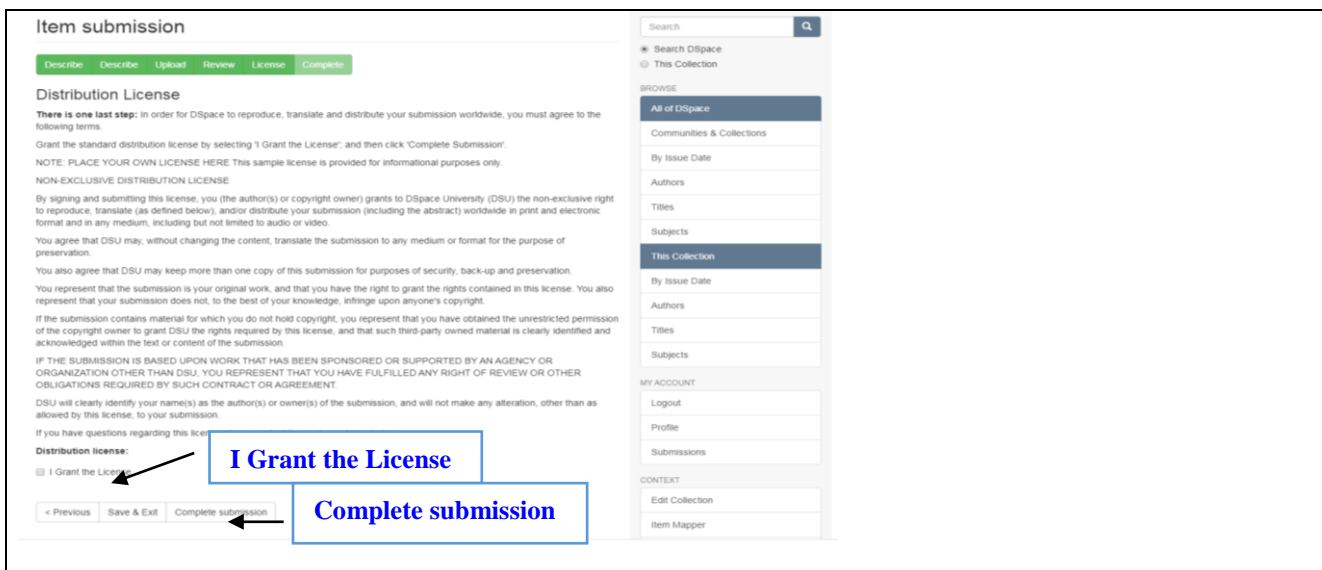 Item submission
Describe Describe Upload Review License Complete
Distribution License
There is one last step: In order for DSpace to reproduce, translate and distribute your submission worldwide, you must agree to the
following terms.
Grant the standard distribution license by selecting 'I Grant the License'; and then click 'Complete Submission'.
NOTE: PLACE YOUR OWN LICENSE HERE This sample license is provided for informational purposes only.
NON-EXCLUSIVE DISTRIBUTION LICENSE
By signing and submitting this license, you (the author(s) or copyright owner) grants to DSpace University (DSU) the non-exclusive right
to reproduce, translate (as defined below), and/or distribute your submission (including the abstract) worldwide in print and electronic
format and in any medium, including but not limited to audio or video.
You agree that DSU may, without changing the content, translate the submission to any medium or format for the purpose of
preservation.
You also agree that DSU may keep more than one copy of this submission for purposes of security, back-up and preservation.
You represent that the submission is your original work, and that you have the right to grant the rights contained in this license. You also
represent that your submission does not, to the best of your knowledge, infringe upon anyone's copyright.
If the submission contains material for which you do not hold copyright, you represent that you have obtained the unrestricted permission
of the copyright owner to grant DSU the rights required by this license, and that such third-party owned material is clearly identified and
acknowledged within the text or content of the submission.
IF THE SUBMISSION IS BASED UPON WORK THAT HAS BEEN SPONSORED OR SUPPORTED BY AN AGENCY OR
ORGANIZATION OTHER THAN DSU, YOU REPRESENT THAT YOU HAVE FULFILLED ANY RIGHT OF REVIEW OR OTHER
OBLIGATIONS REQUIRED BY SUCH CONTRACT OR AGREEMENT.
DSU will clearly identify your name(s) as the author(s) or owner(s) of the submission, and will not make any alteration, other than as
allowed by this license, to your submission.
If you have questions regarding this
Distribution license:
I Grant the License
I Grant the License
< Previous Save & Exit Complete submission
Complete submission
Search
Search DSpace
This Collection
BROWSE
All of DSpace
Communities & Collections
By Issue Date
Authors
Titles
Subjects
This Collection
By Issue Date
Authors
Titles
Subjects
MY ACCOUNT
Logout
Profile
Submissions
CONTEXT
Edit Collection
Item Mapper